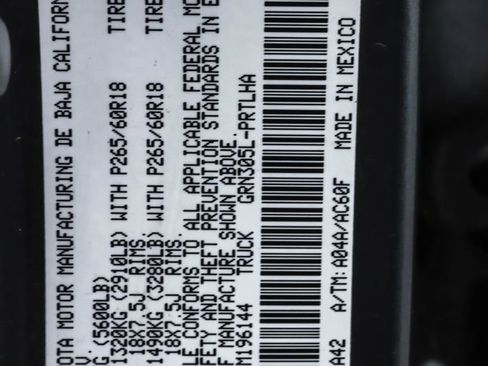 OTA MOTOR MANUFACTURING DE BAJA CALIFORN
V.
G (5600LB)
1320KG (2910LB) WITH P265/60R18 TIRE
18X7.5J RIMS.
1490KG (3280LB) WITH P265/60R18 TIRE
18X7.5J RIMS.
LE CONFORMS TO ALL APPLICABLE FEDERAL MO
FETY AND THEFT PREVENTION STANDARDS IN E
F MANUFACTURE SHOWN ABOVE.
M196144 TRUCK GRN305L-PRTLHA
A42 A/TM: A04A/AC60F MADE IN MEXICO